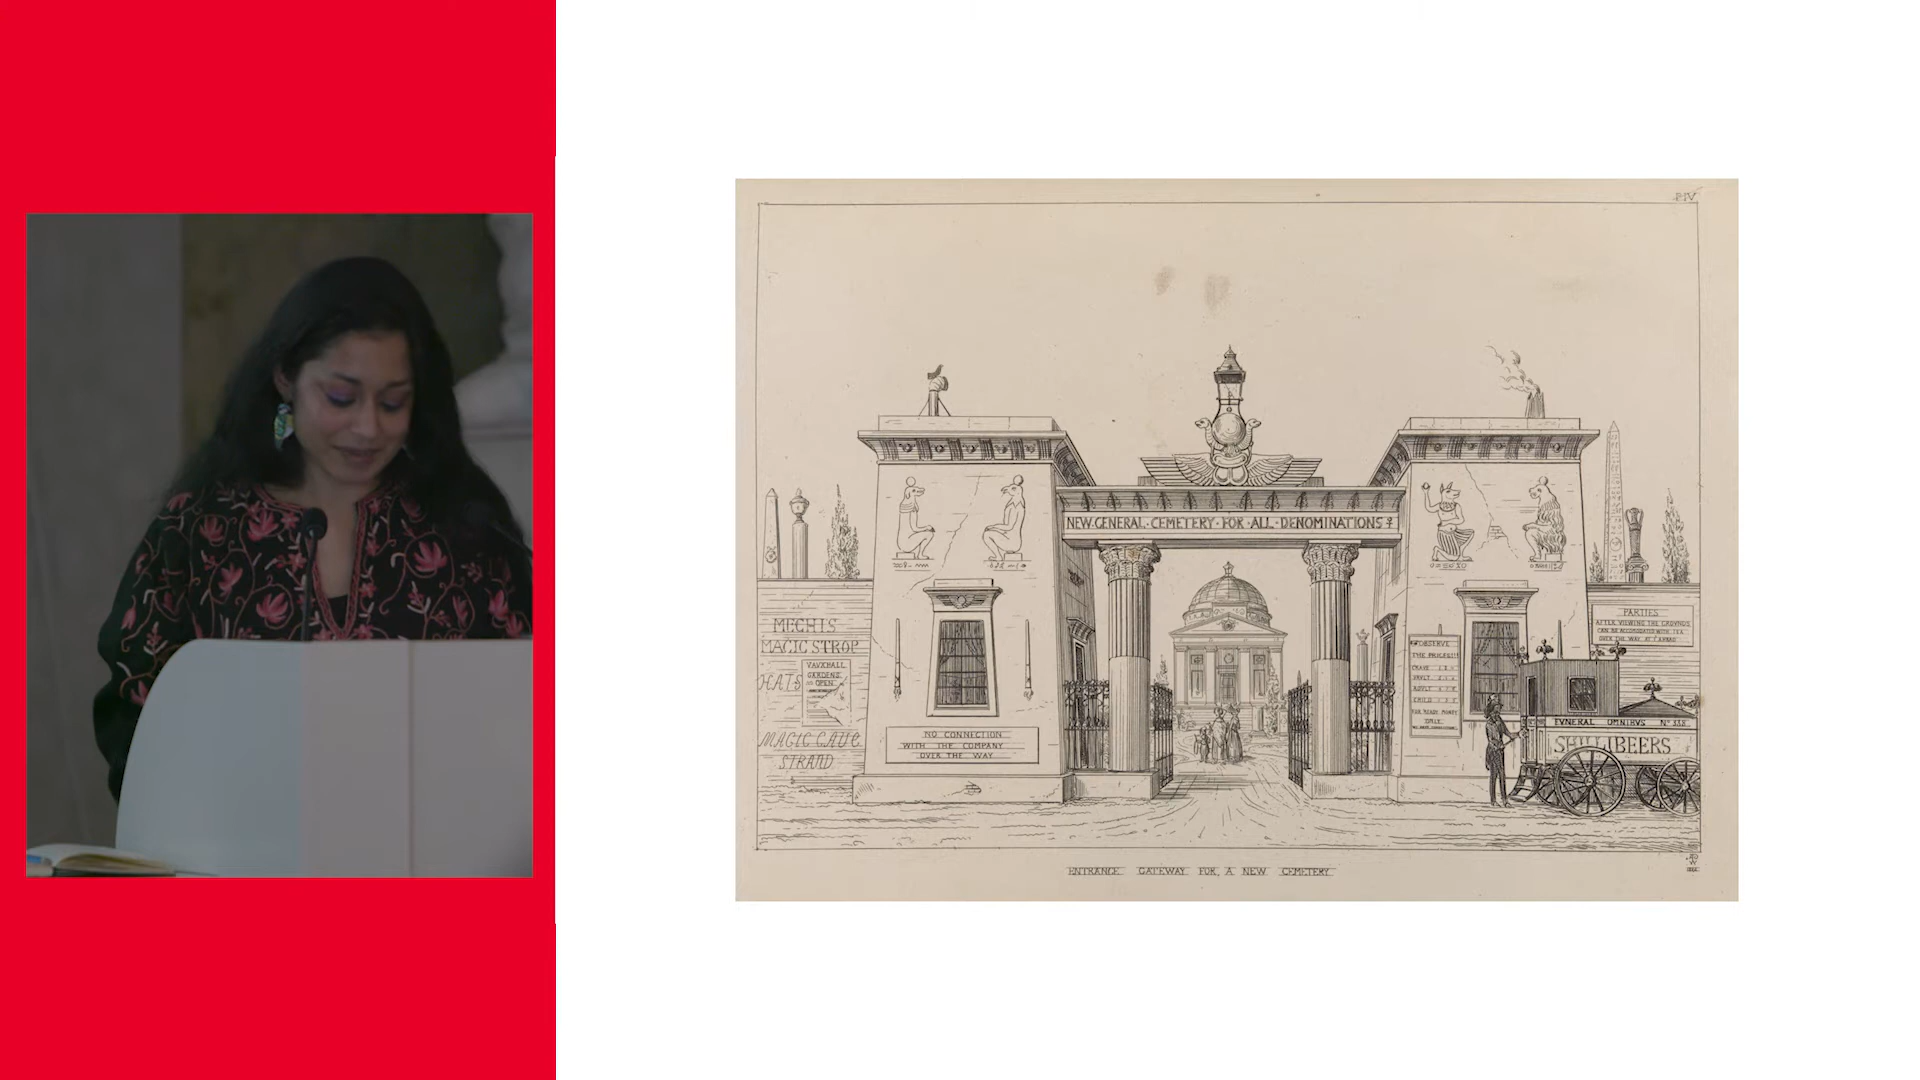 NEW · GENERAL · CEMETERY · FOR · ALL · DENOMINATIONS
MECHIS
MAGIC STROP
VAUXHALL
GARDENS
OPEN
HATS
MAGIC CAVE
STRAND
NO CONNECTION
WITH THE COMPANY
OVER THE WAY
OBSERVE
THE PRICES!!!
FOR READY MONEY
ONLY
PARTIES
AFTER VIEWING THE GROUNDS
CAN BE ACCOMODATED WITH TEA
OVER THE WAY AT
FUNERAL OMNIBUS Nº 338
SHILLIBEERS
ENTRANCE GATEWAY FOR A NEW CEMETERY